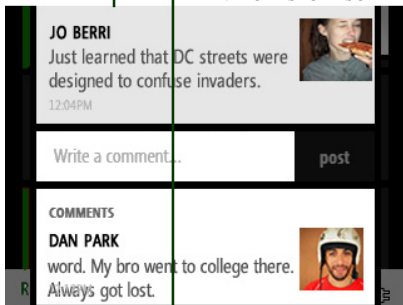 JO BERRI
Just learned that DC streets were
designed to confuse invaders.
12:04PM
Write a comment...
post
COMMENTS
DAN PARK
word. My bro went to college there.
Always got lost.
R